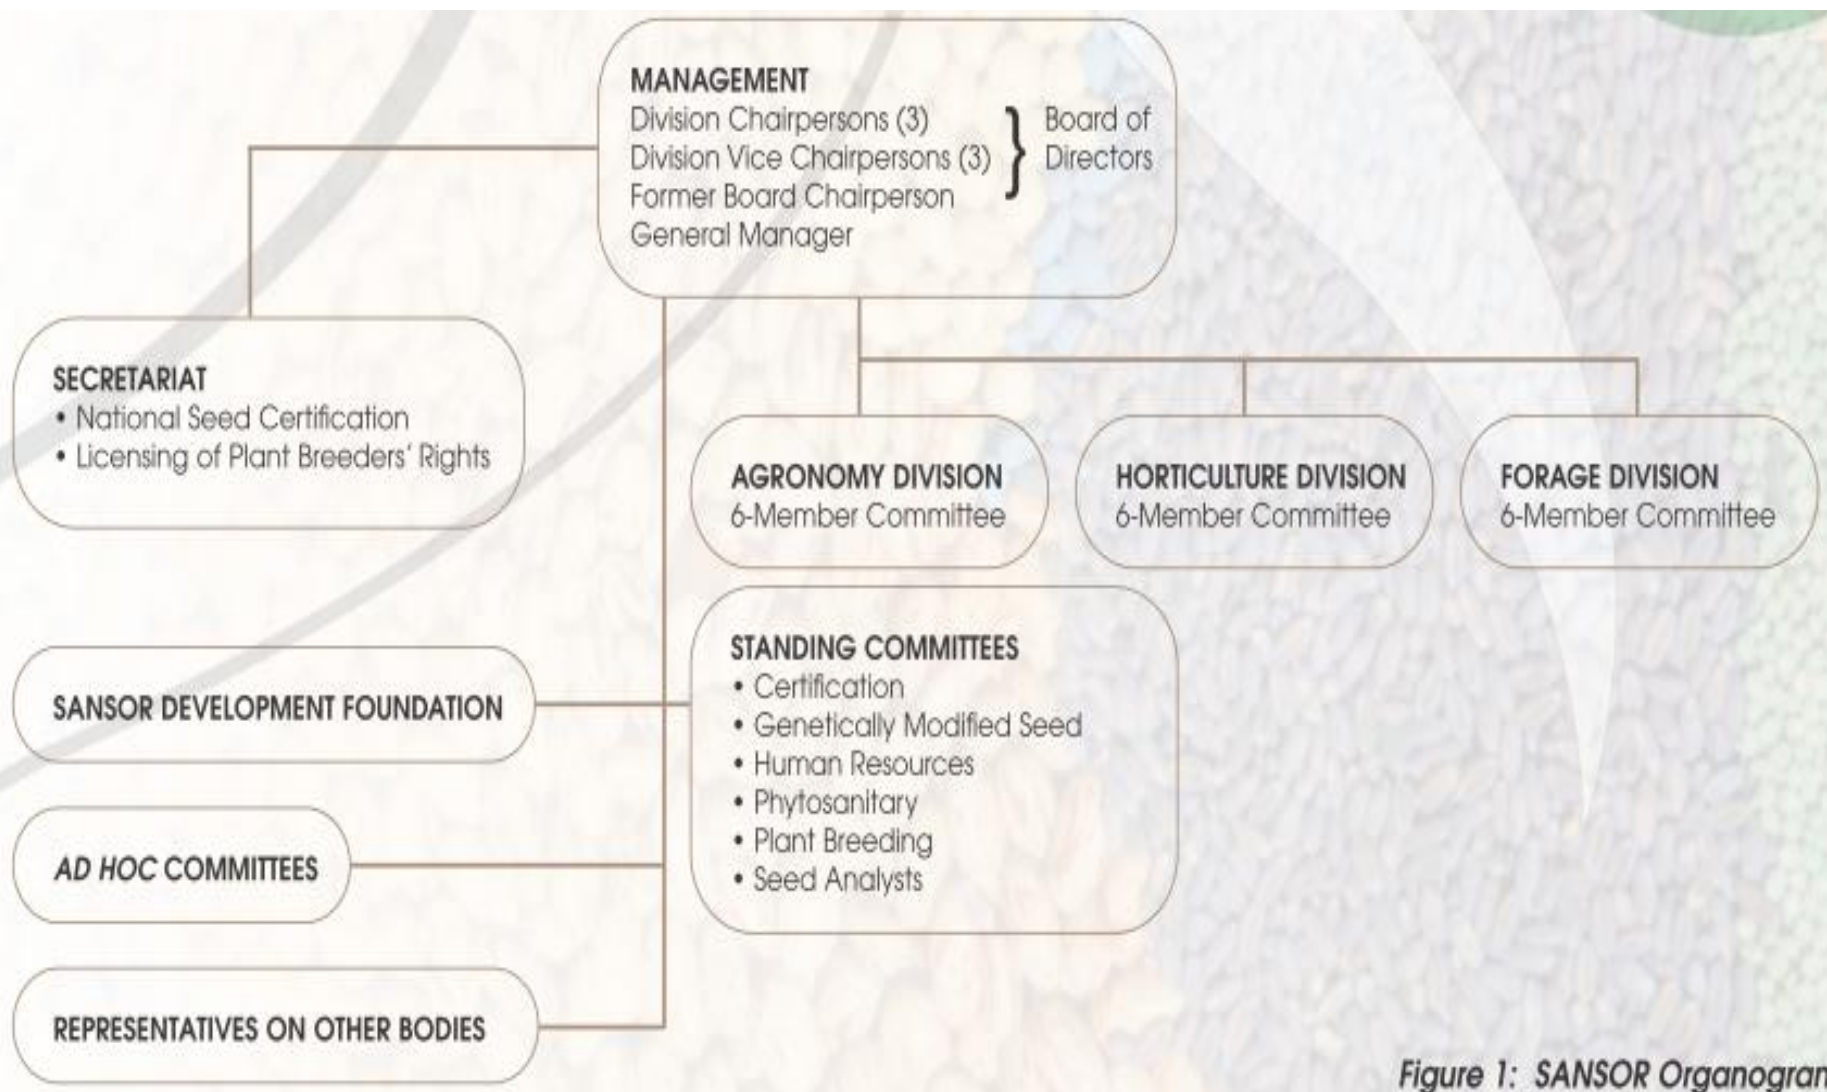 MANAGEMENT
Division Chairpersons (3)
Division Vice Chairpersons (3)
Former Board Chairperson
General Manager
} Board of
Directors
SECRETARIAT
• National Seed Certification
• Licensing of Plant Breeders' Rights
AGRONOMY DIVISION
6-Member Committee
HORTICULTURE DIVISION
6-Member Committee
FORAGE DIVISION
6-Member Committee
SANSOR DEVELOPMENT FOUNDATION
STANDING COMMITTEES
• Certification
• Genetically Modified Seed
• Human Resources
• Phytosanitary
• Plant Breeding
• Seed Analysts
AD HOC COMMITTEES
REPRESENTATIVES ON OTHER BODIES
Figure 1: SANSOR Organogram